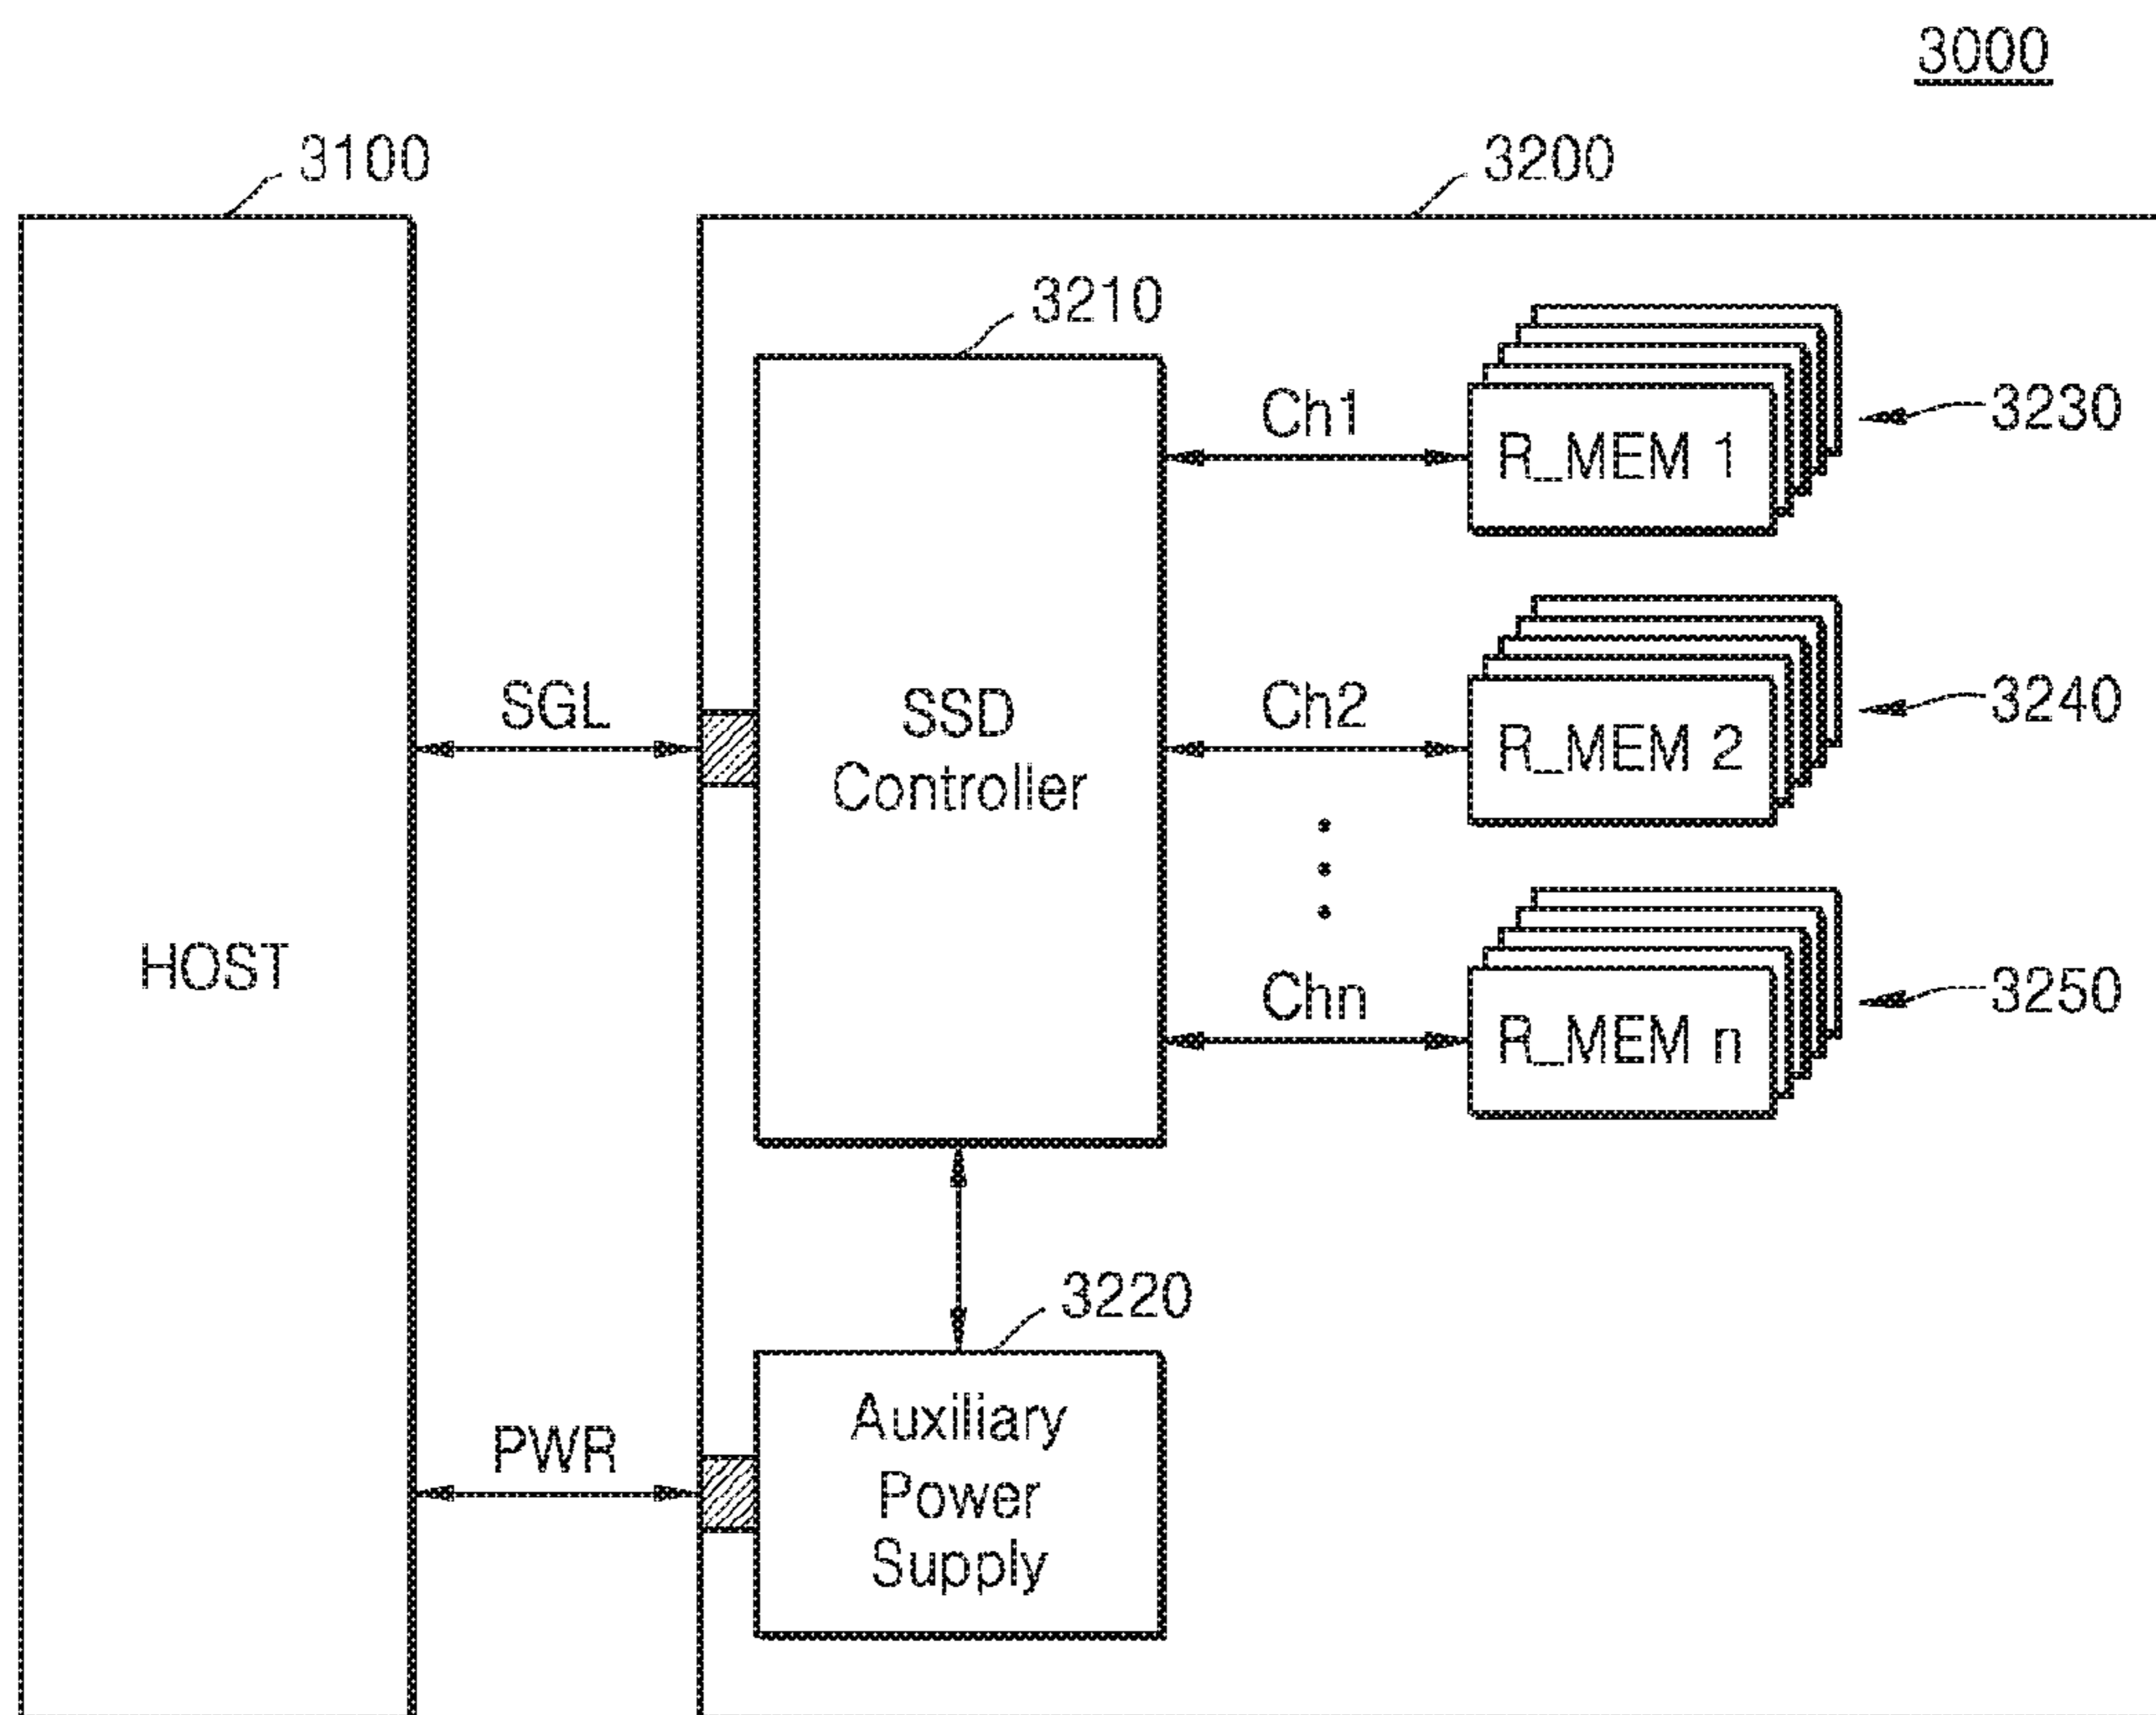 3000
3100
3200
3210
Ch1
R_MEM 1
3230
SGL
SSD
Controller
Ch2
R_MEM 2
3240
HOST
Chn
R_MEM n
3250
3220
PWR
Auxiliary
Power
Supply